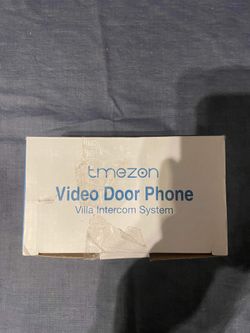 tmezon
Video Door Phone
Villa Intercom System